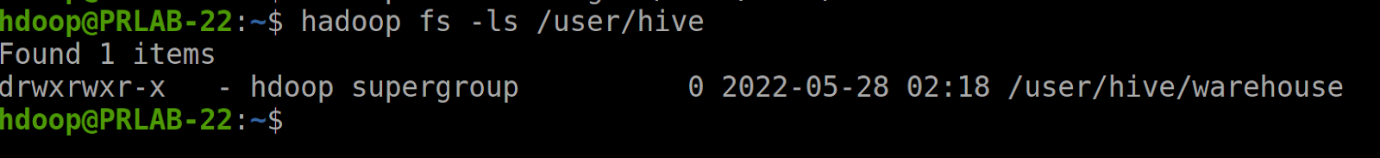 hdoop@PRLAB-22:~$ hadoop fs -ls /user/hive
Found 1 items
drwxrwxr-x   - hdoop supergroup          0 2022-05-28 02:18 /user/hive/warehouse
hdoop@PRLAB-22:~$